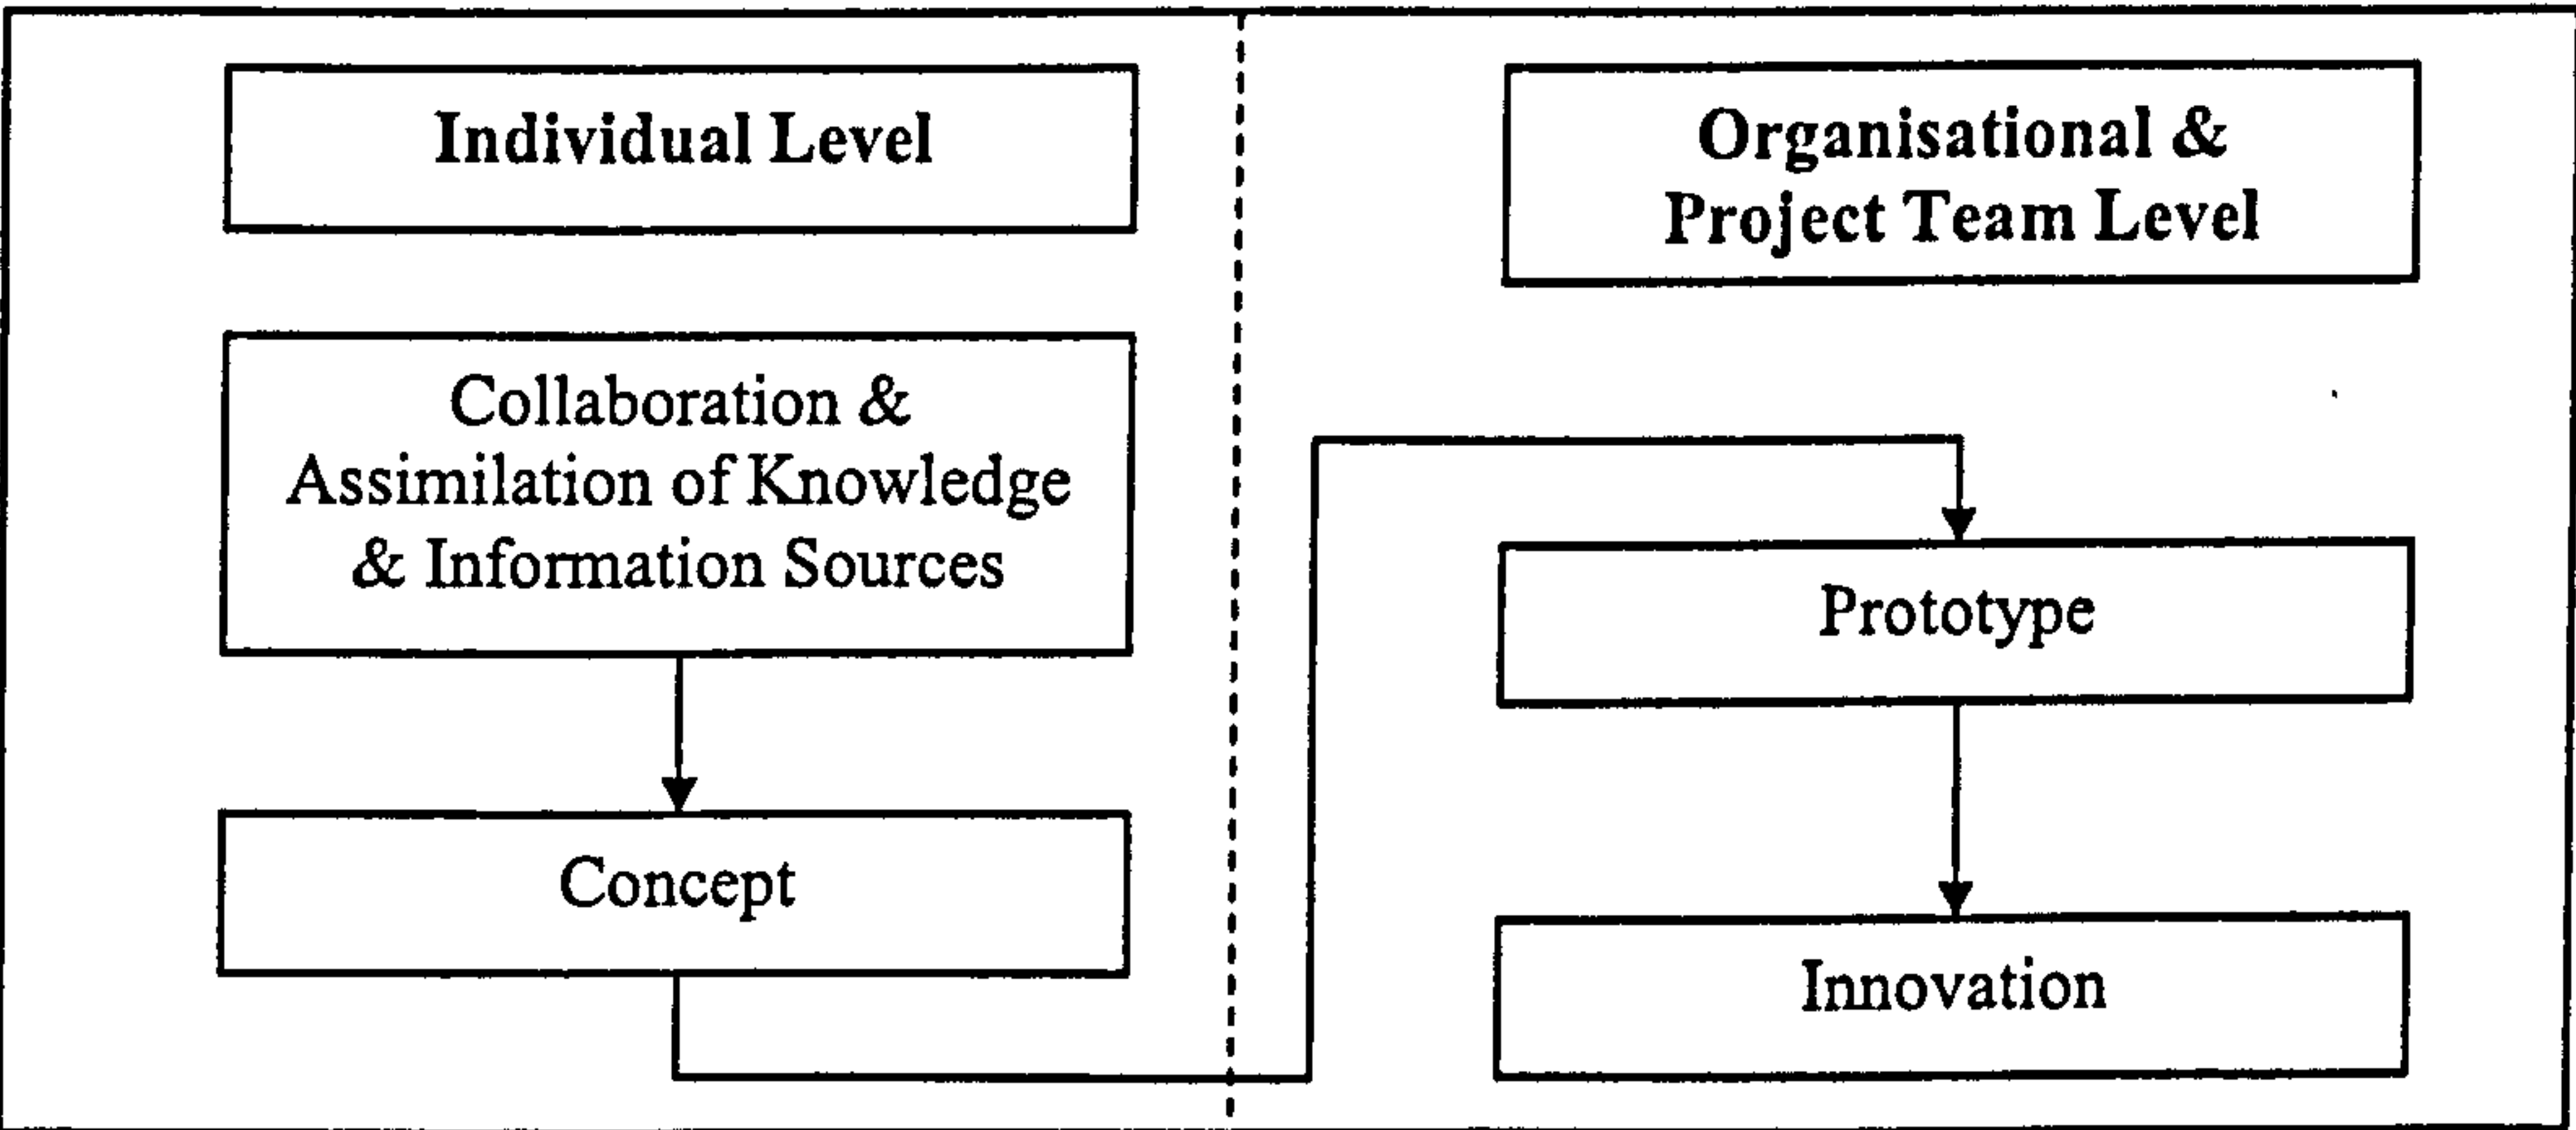 Individual Level
Collaboration &
Assimilation of Knowledge
& Information Sources
Concept
Organisational &
Project Team Level
Prototype
Innovation